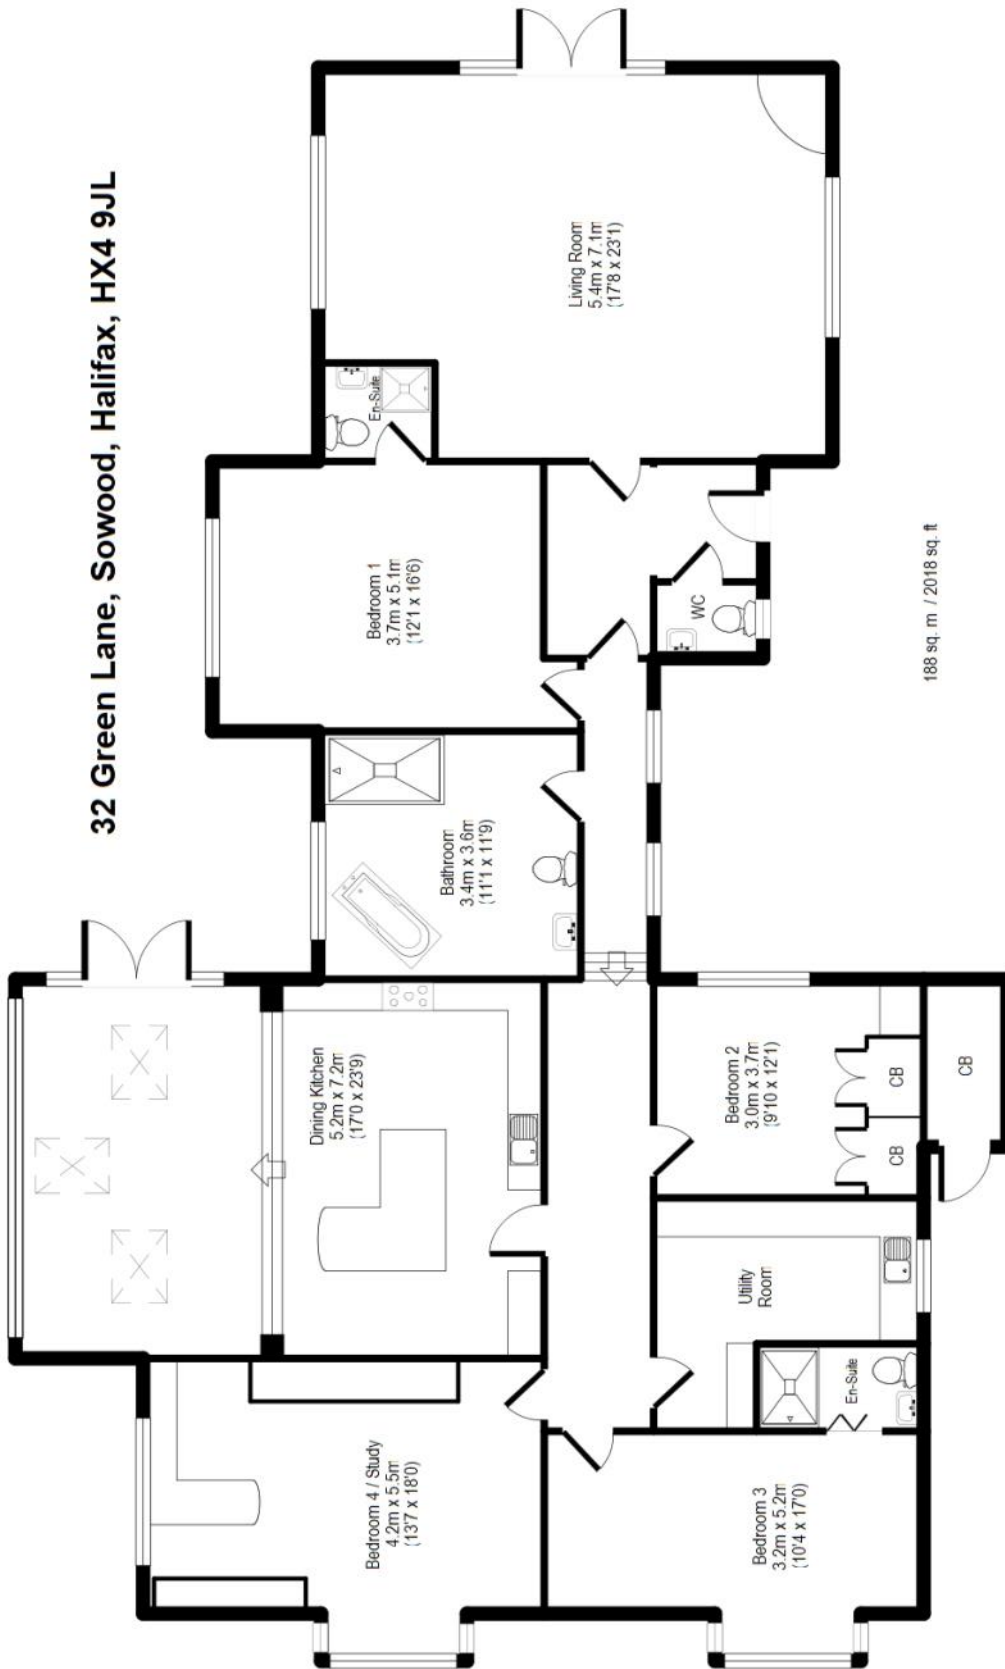 32 Green Lane, Sowood, Halifax, HX4 9JL
Dining Kitchen
5.2m x 7.2m
(17'0 x 23'9)
Bedroom 4 / Study
4.2m x 5.5m
(13'7 x 18'0)
Bathroom
3.4m x 3.6m
(11'1 x 11'9)
Bedroom 1
3.7m x 5.1m
(12'1 x 16'6)
En-Suite
Living Room
5.4m x 7.1m
(17'8 x 23'1)
Bedroom 3
3.2m x 5.2m
(10'4 x 17'0)
En-Suite
Utility
Room
Bedroom 2
3.0m x 3.7m
(9'10 x 12'1)
CB
CB
CB
WC
188 sq. m / 2018 sq. ft